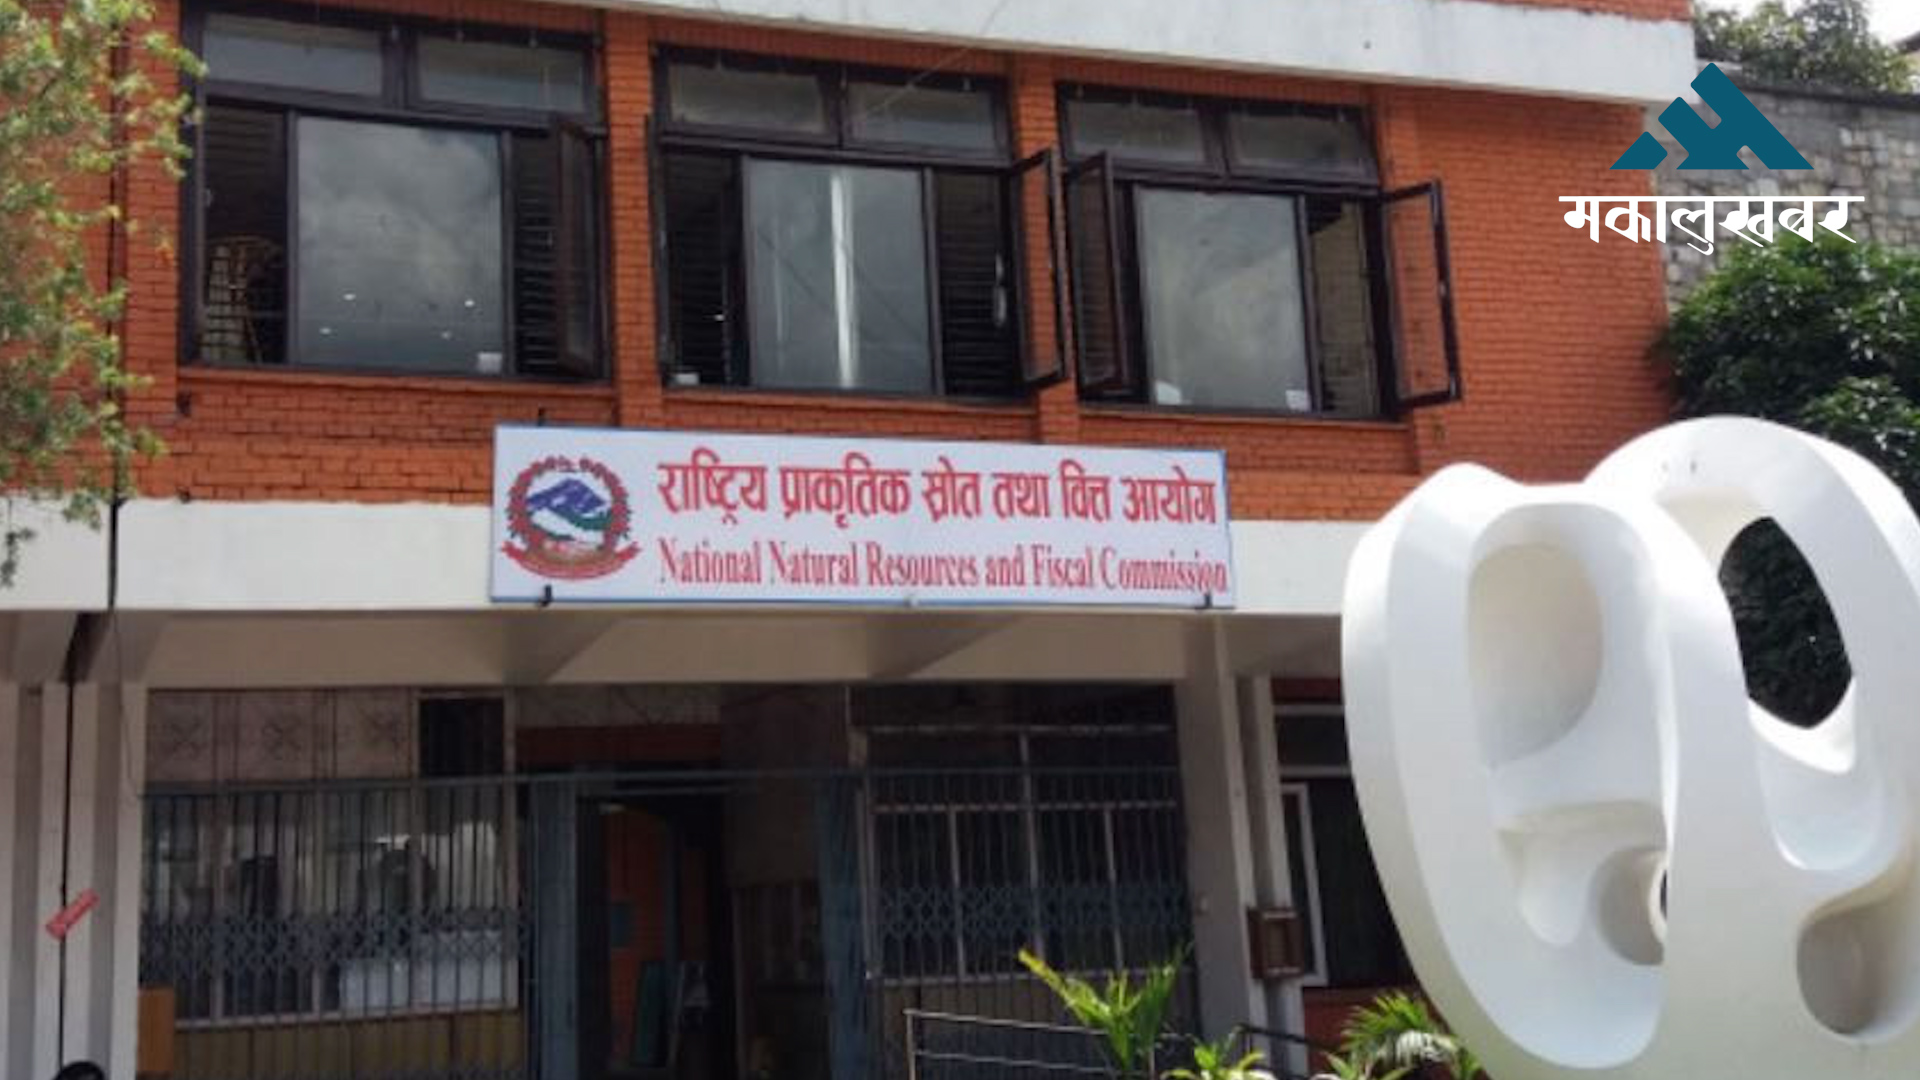 मकालुखबर
राष्ट्रिय प्राकृतिक स्रोत तथा वित्त आयोग
National Natural Resources and Fiscal Commission